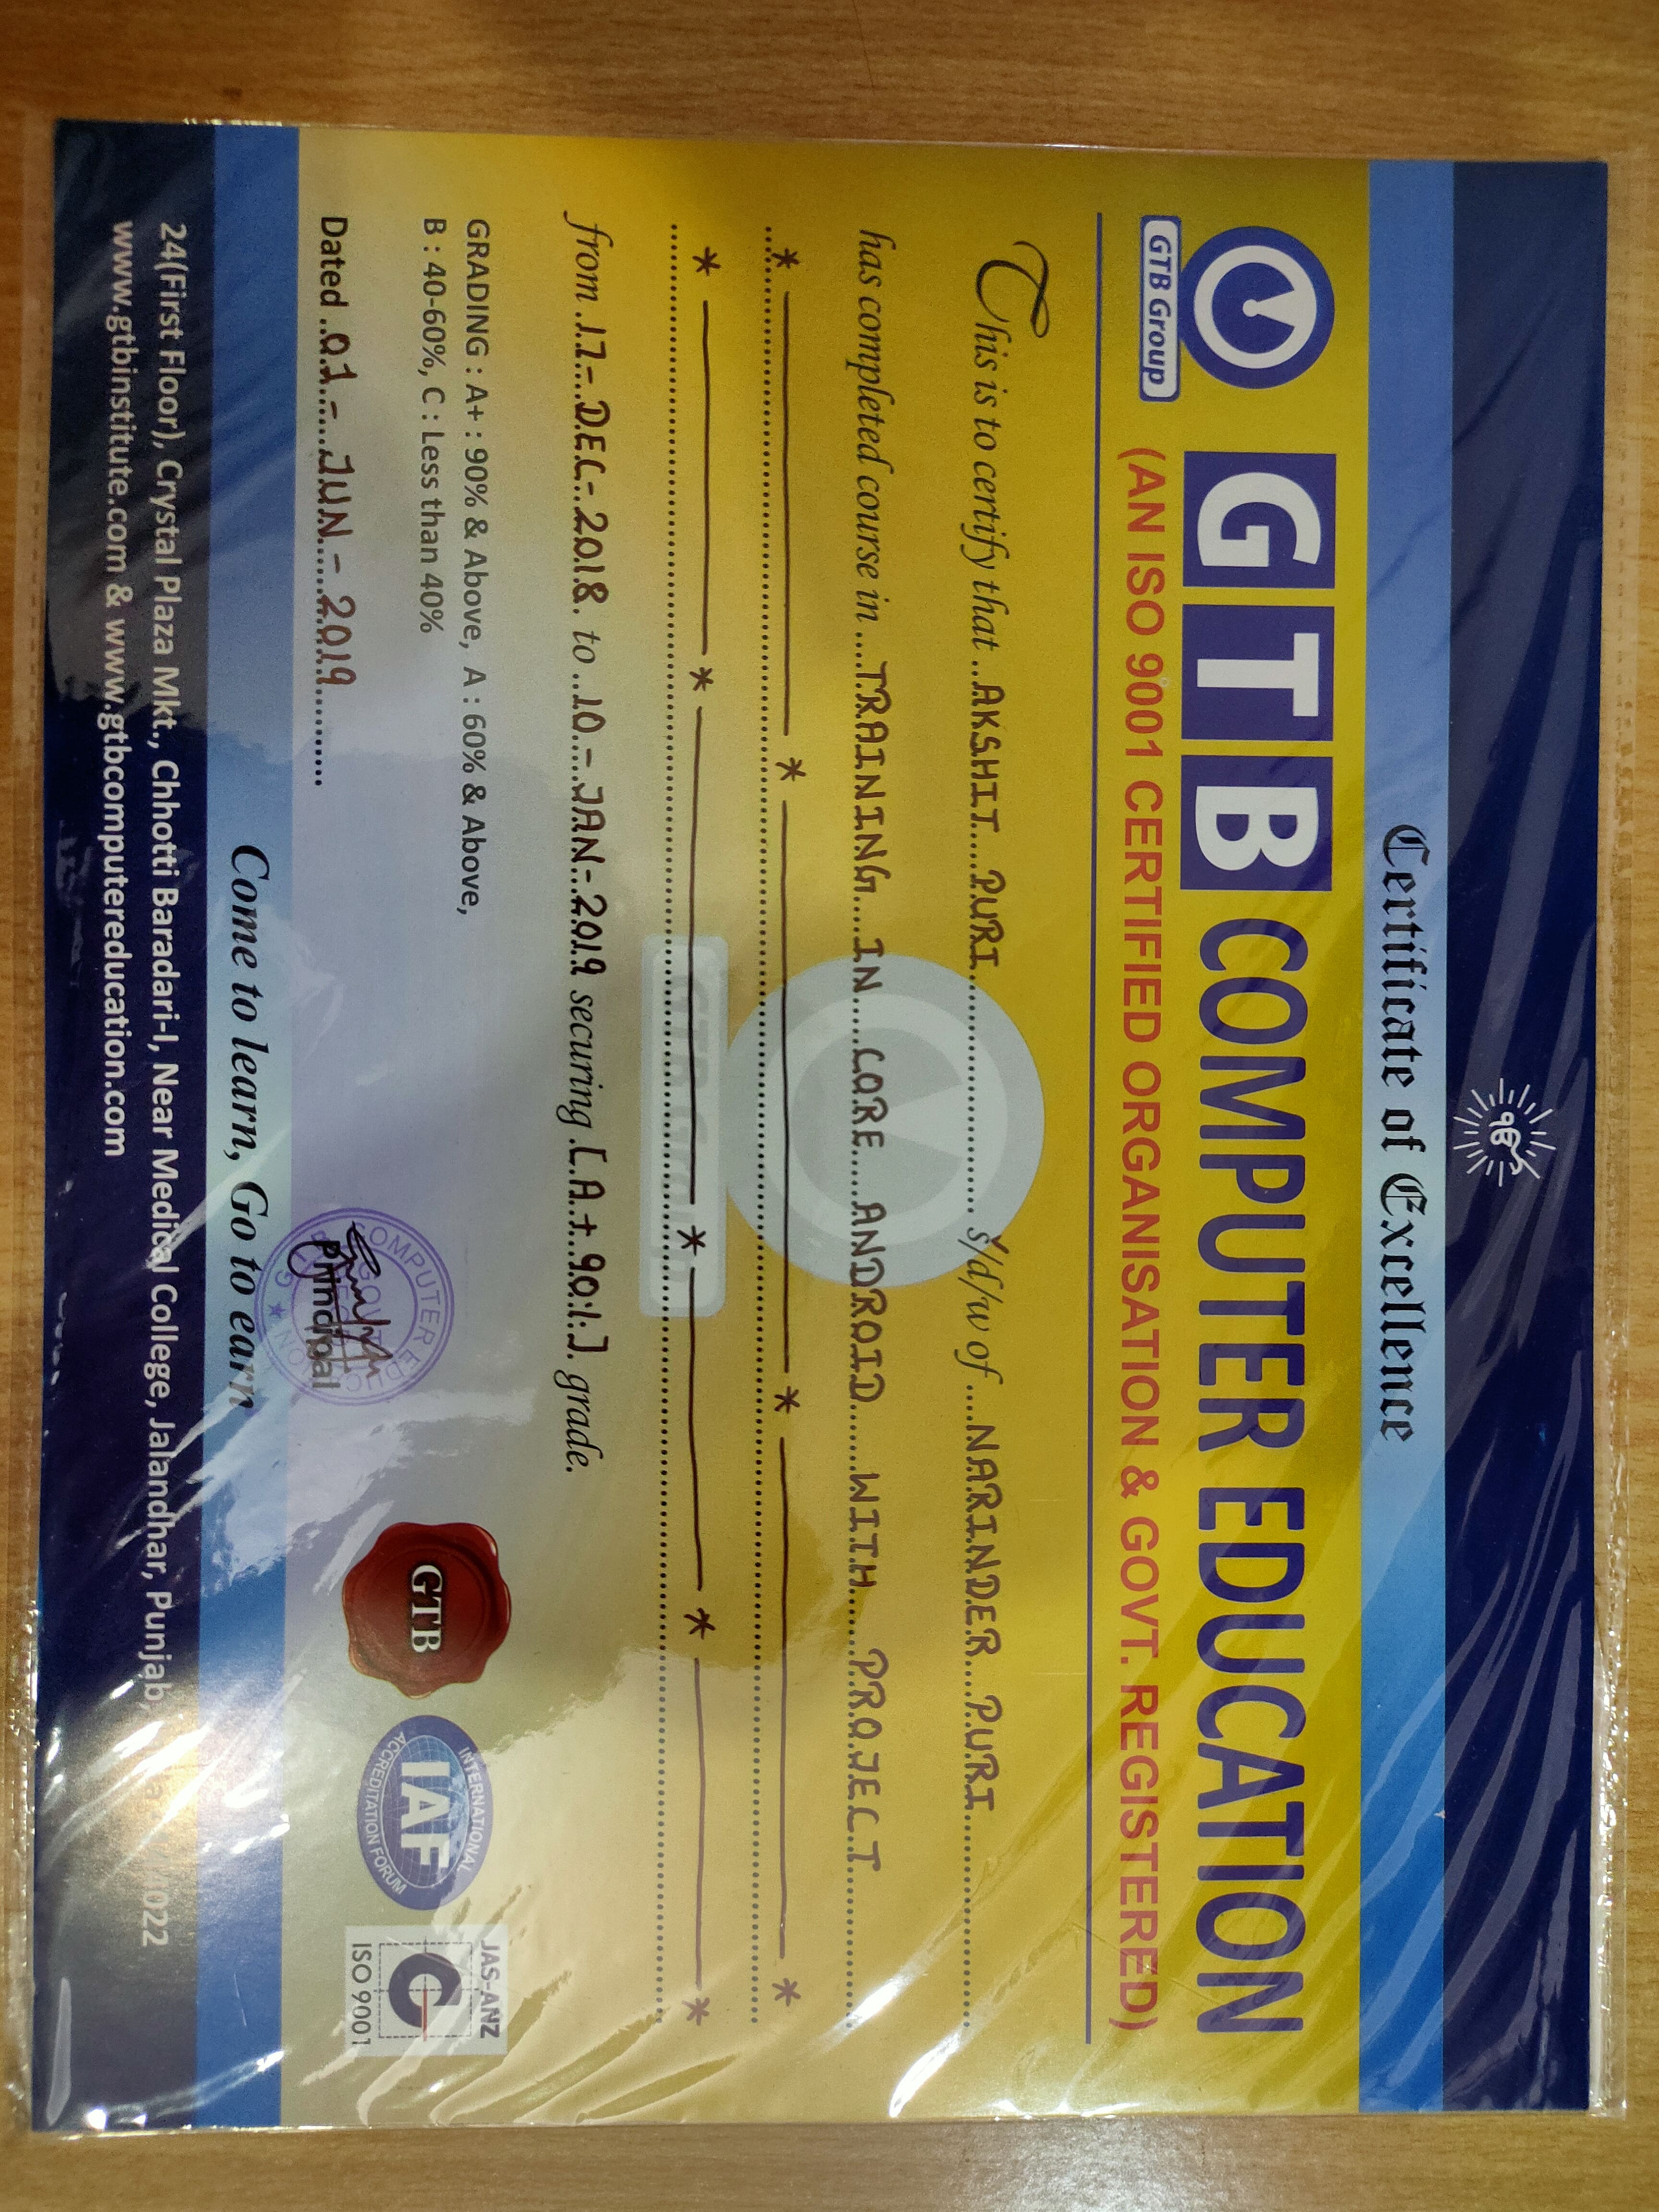 ੴ
Certificate of Excellence
GTB Group
GTB COMPUTER EDUCATION
(AN ISO 9001 CERTIFIED ORGANISATION & GOVT. REGISTERED)
This is to certify that AKSHIT PURI s/d/w of NARINDER PURI
has completed course in TRAINING IN CORE ANDROID WITH PROJECT
from 17-DEC-2018 to 10-JAN-2019 securing [A+90%] grade.
GRADING : A+ : 90% & Above, A : 60% & Above,
B : 40-60%, C : Less than 40%
Dated 01-JUN-2019
Principal
COMPUTER
GTB
INTERNATIONAL
IAF
ACCREDITATION FORUM
JAS-ANZ
C
ISO 9001
Come to learn, Go to earn
24(First Floor), Crystal Plaza Mkt., Chhotti Baradari-I, Near Medical College, Jalandhar, Punjab,
www.gtbinstitute.com & www.gtbcomputereducation.com